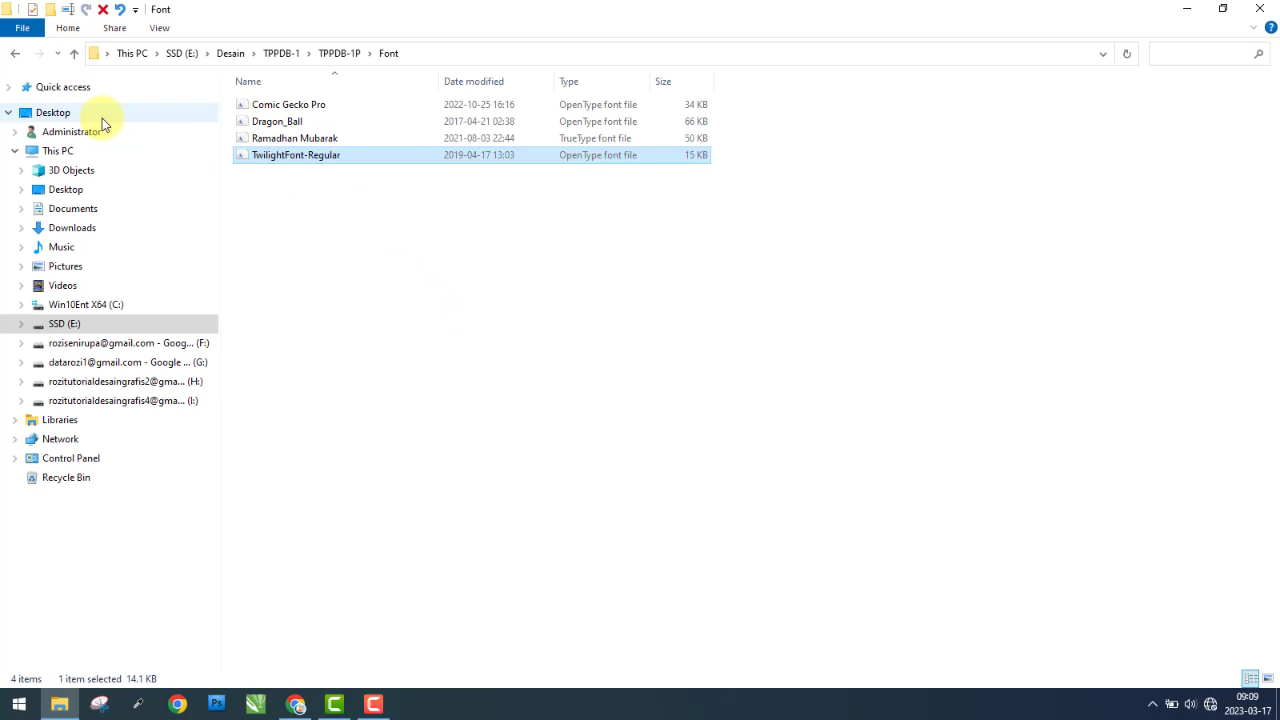 Font
File Home Share View
This PC SSD (E:) Desain TPPDB-1 TPPDB-1P Font
Name Date modified Type Size
Quick access
Desktop
Administrator
This PC
3D Objects
Desktop
Documents
Downloads
Music
Pictures
Videos
Win10Ent X64 (C:)
SSD (E:)
rozisenirupa@gmail.com - Goog... (F:)
datarozi1@gmail.com - Google ... (G:)
rozitutorialdesaingrafis2@gma... (H:)
rozitutorialdesaingrafis4@gma... (I:)
Libraries
Network
Control Panel
Recycle Bin
Comic Gecko Pro 2022-10-25 16:16 OpenType font file 34 KB
Dragon_Ball 2017-04-21 02:38 OpenType font file 66 KB
Ramadhan Mubarak 2021-08-03 22:44 TrueType font file 50 KB
TwilightFont-Regular 2019-04-17 13:03 OpenType font file 15 KB
4 items 1 item selected 14.1 KB
Ps
09:09
2023-03-17